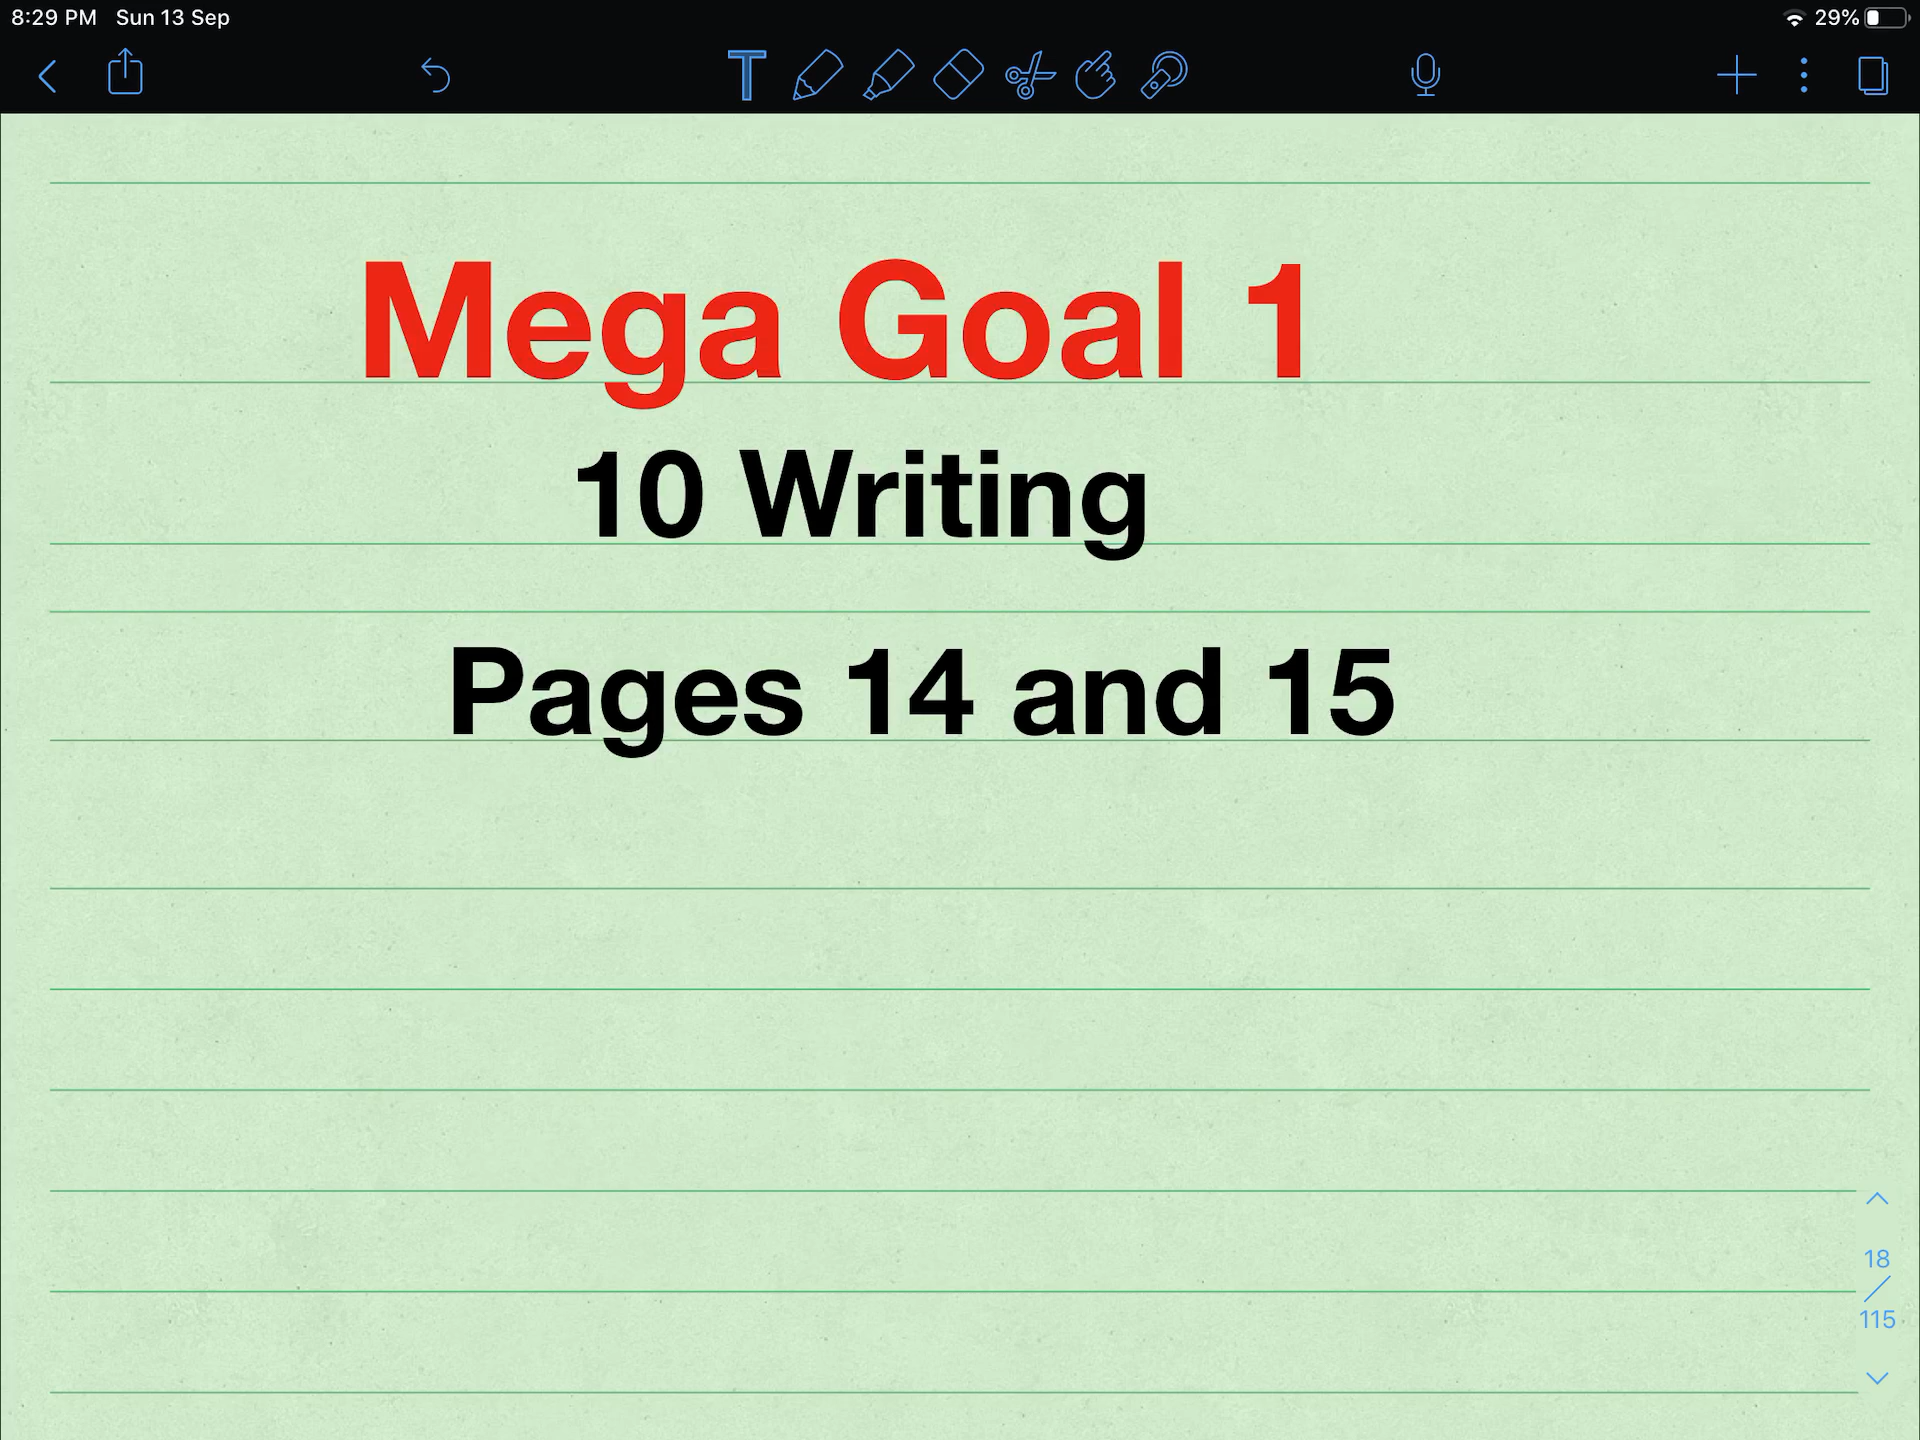 8:29 PM Sun 13 Sep 29%
Mega Goal 1
10 Writing
Pages 14 and 15
18
115